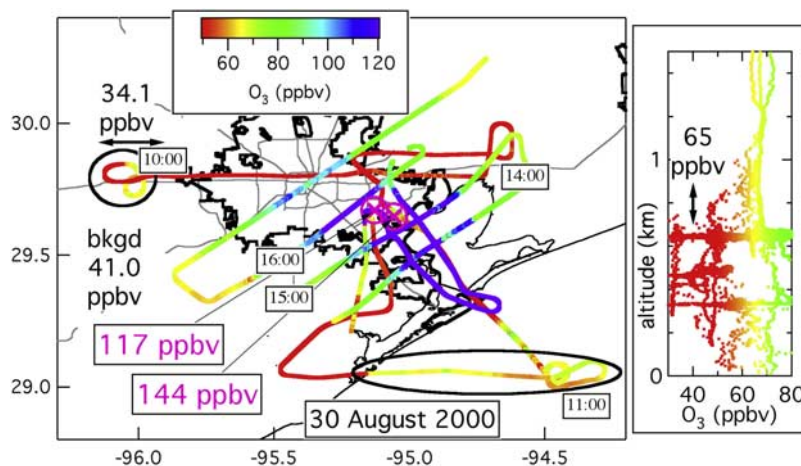 60 80 100 120
O3 (ppbv)
34.1
ppbv
10:00
30.0
14:00
bkgd
41.0
ppbv
29.5
16:00
15:00
117 ppbv
144 ppbv
29.0
30 August 2000
11:00
-96.0 -95.5 -95.0 -94.5
65
ppbv
1
altitude (km)
0
40 60 80
O3 (ppbv)